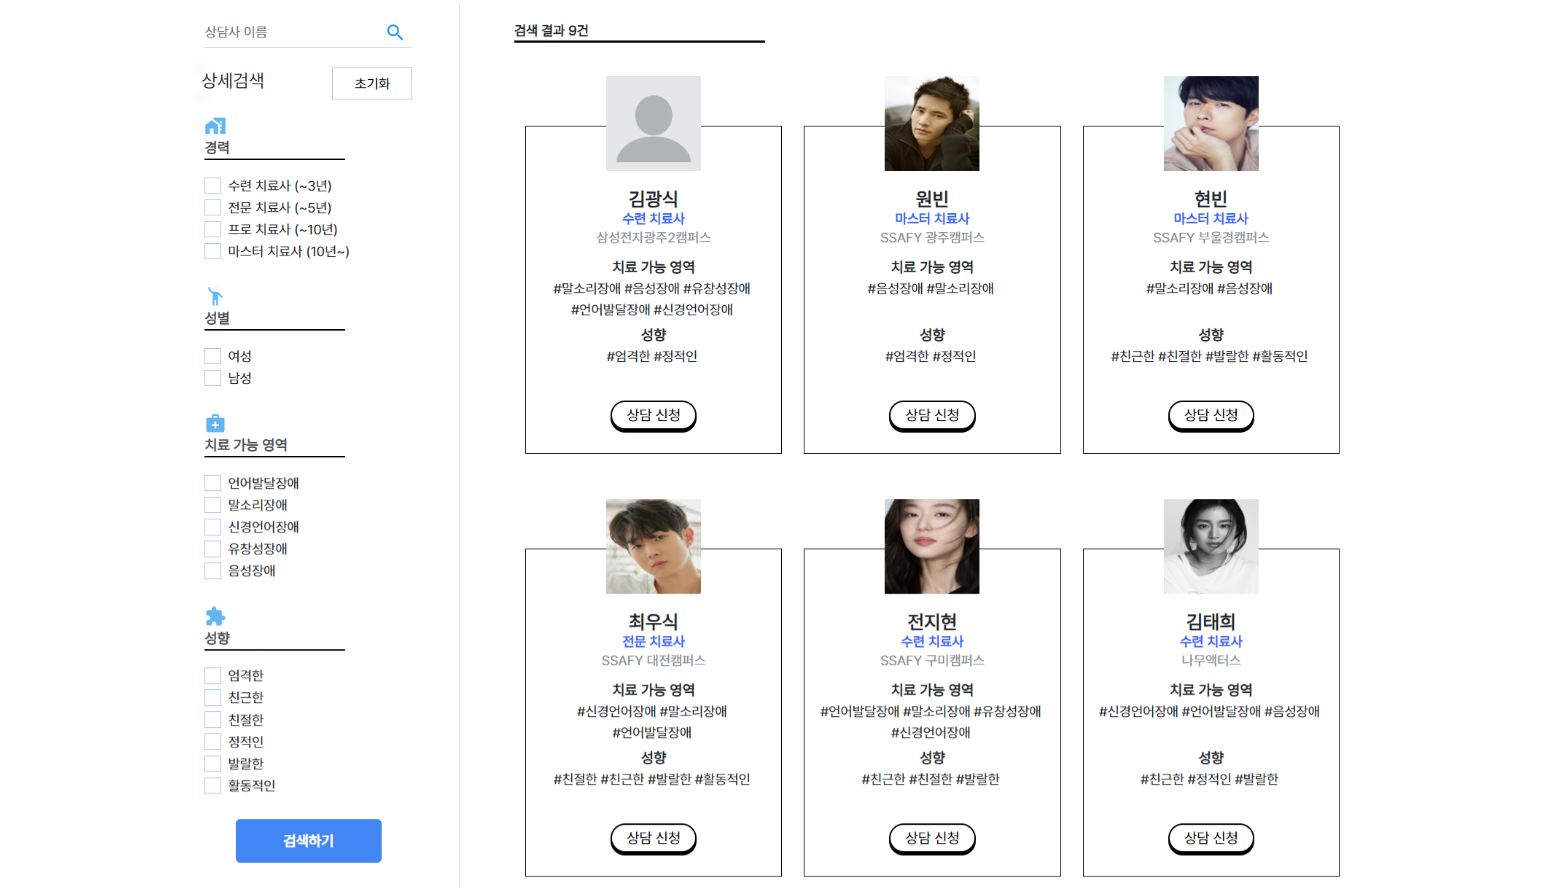 상담사 이름
상세검색
초기화
경력
수련 치료사 (~3년)
전문 치료사 (~5년)
프로 치료사 (~10년)
마스터 치료사 (10년~)
성별
여성
남성
치료 가능 영역
언어발달장애
말소리장애
신경언어장애
유창성장애
음성장애
성향
엄격한
친근한
친절한
정적인
발랄한
활동적인
검색하기
검색 결과 9건
김광식
수련 치료사
삼성전자광주2캠퍼스
치료 가능 영역
#말소리장애 #음성장애 #유창성장애
#언어발달장애 #신경언어장애
성향
#엄격한 #정적인
상담 신청
원빈
마스터 치료사
SSAFY 광주캠퍼스
치료 가능 영역
#음성장애 #말소리장애
성향
#엄격한 #정적인
상담 신청
현빈
마스터 치료사
SSAFY 부울경캠퍼스
치료 가능 영역
#말소리장애 #음성장애
성향
#친근한 #친절한 #발랄한 #활동적인
상담 신청
최우식
전문 치료사
SSAFY 대전캠퍼스
치료 가능 영역
#신경언어장애 #말소리장애
#언어발달장애
성향
#친절한 #친근한 #발랄한 #활동적인
상담 신청
전지현
수련 치료사
SSAFY 구미캠퍼스
치료 가능 영역
#언어발달장애 #말소리장애 #유창성장애
#신경언어장애
성향
#친근한 #친절한 #발랄한
상담 신청
김태희
수련 치료사
나무액터스
치료 가능 영역
#신경언어장애 #언어발달장애 #음성장애
성향
#친근한 #정적인 #발랄한
상담 신청